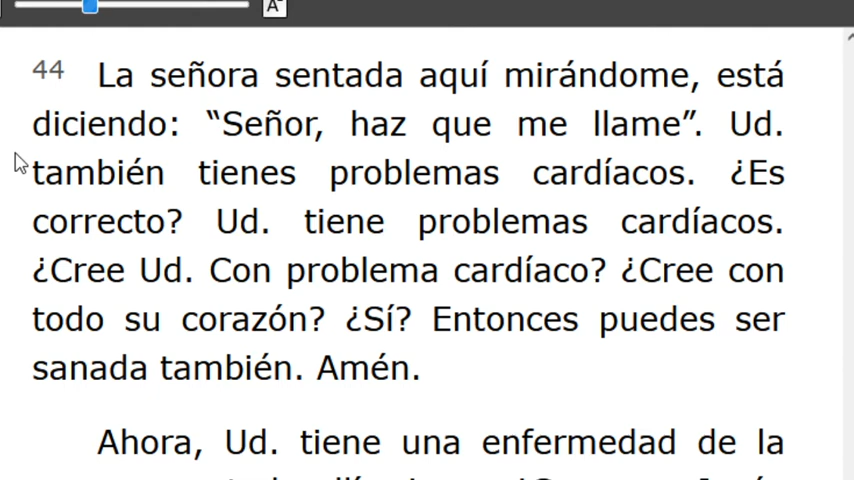 A
44 La señora sentada aquí mirándome, está
diciendo: “Señor, haz que me llame”. Ud.
también tienes problemas cardíacos. ¿Es
correcto? Ud. tiene problemas cardíacos.
¿Cree Ud. Con problema cardíaco? ¿Cree con
todo su corazón? ¿Sí? Entonces puedes ser
sanada también. Amén.
Ahora, Ud. tiene una enfermedad de la